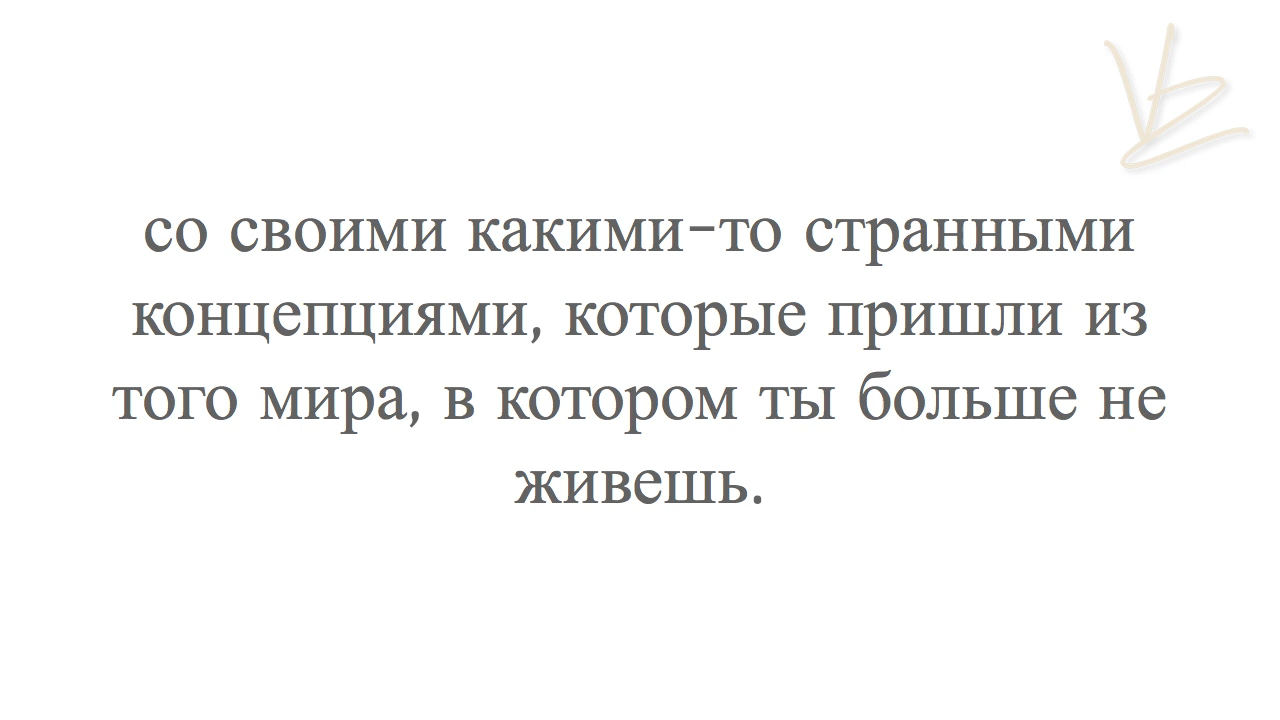 со своими какими-то странными
концепциями, которые пришли из
того мира, в котором ты больше не
живешь.